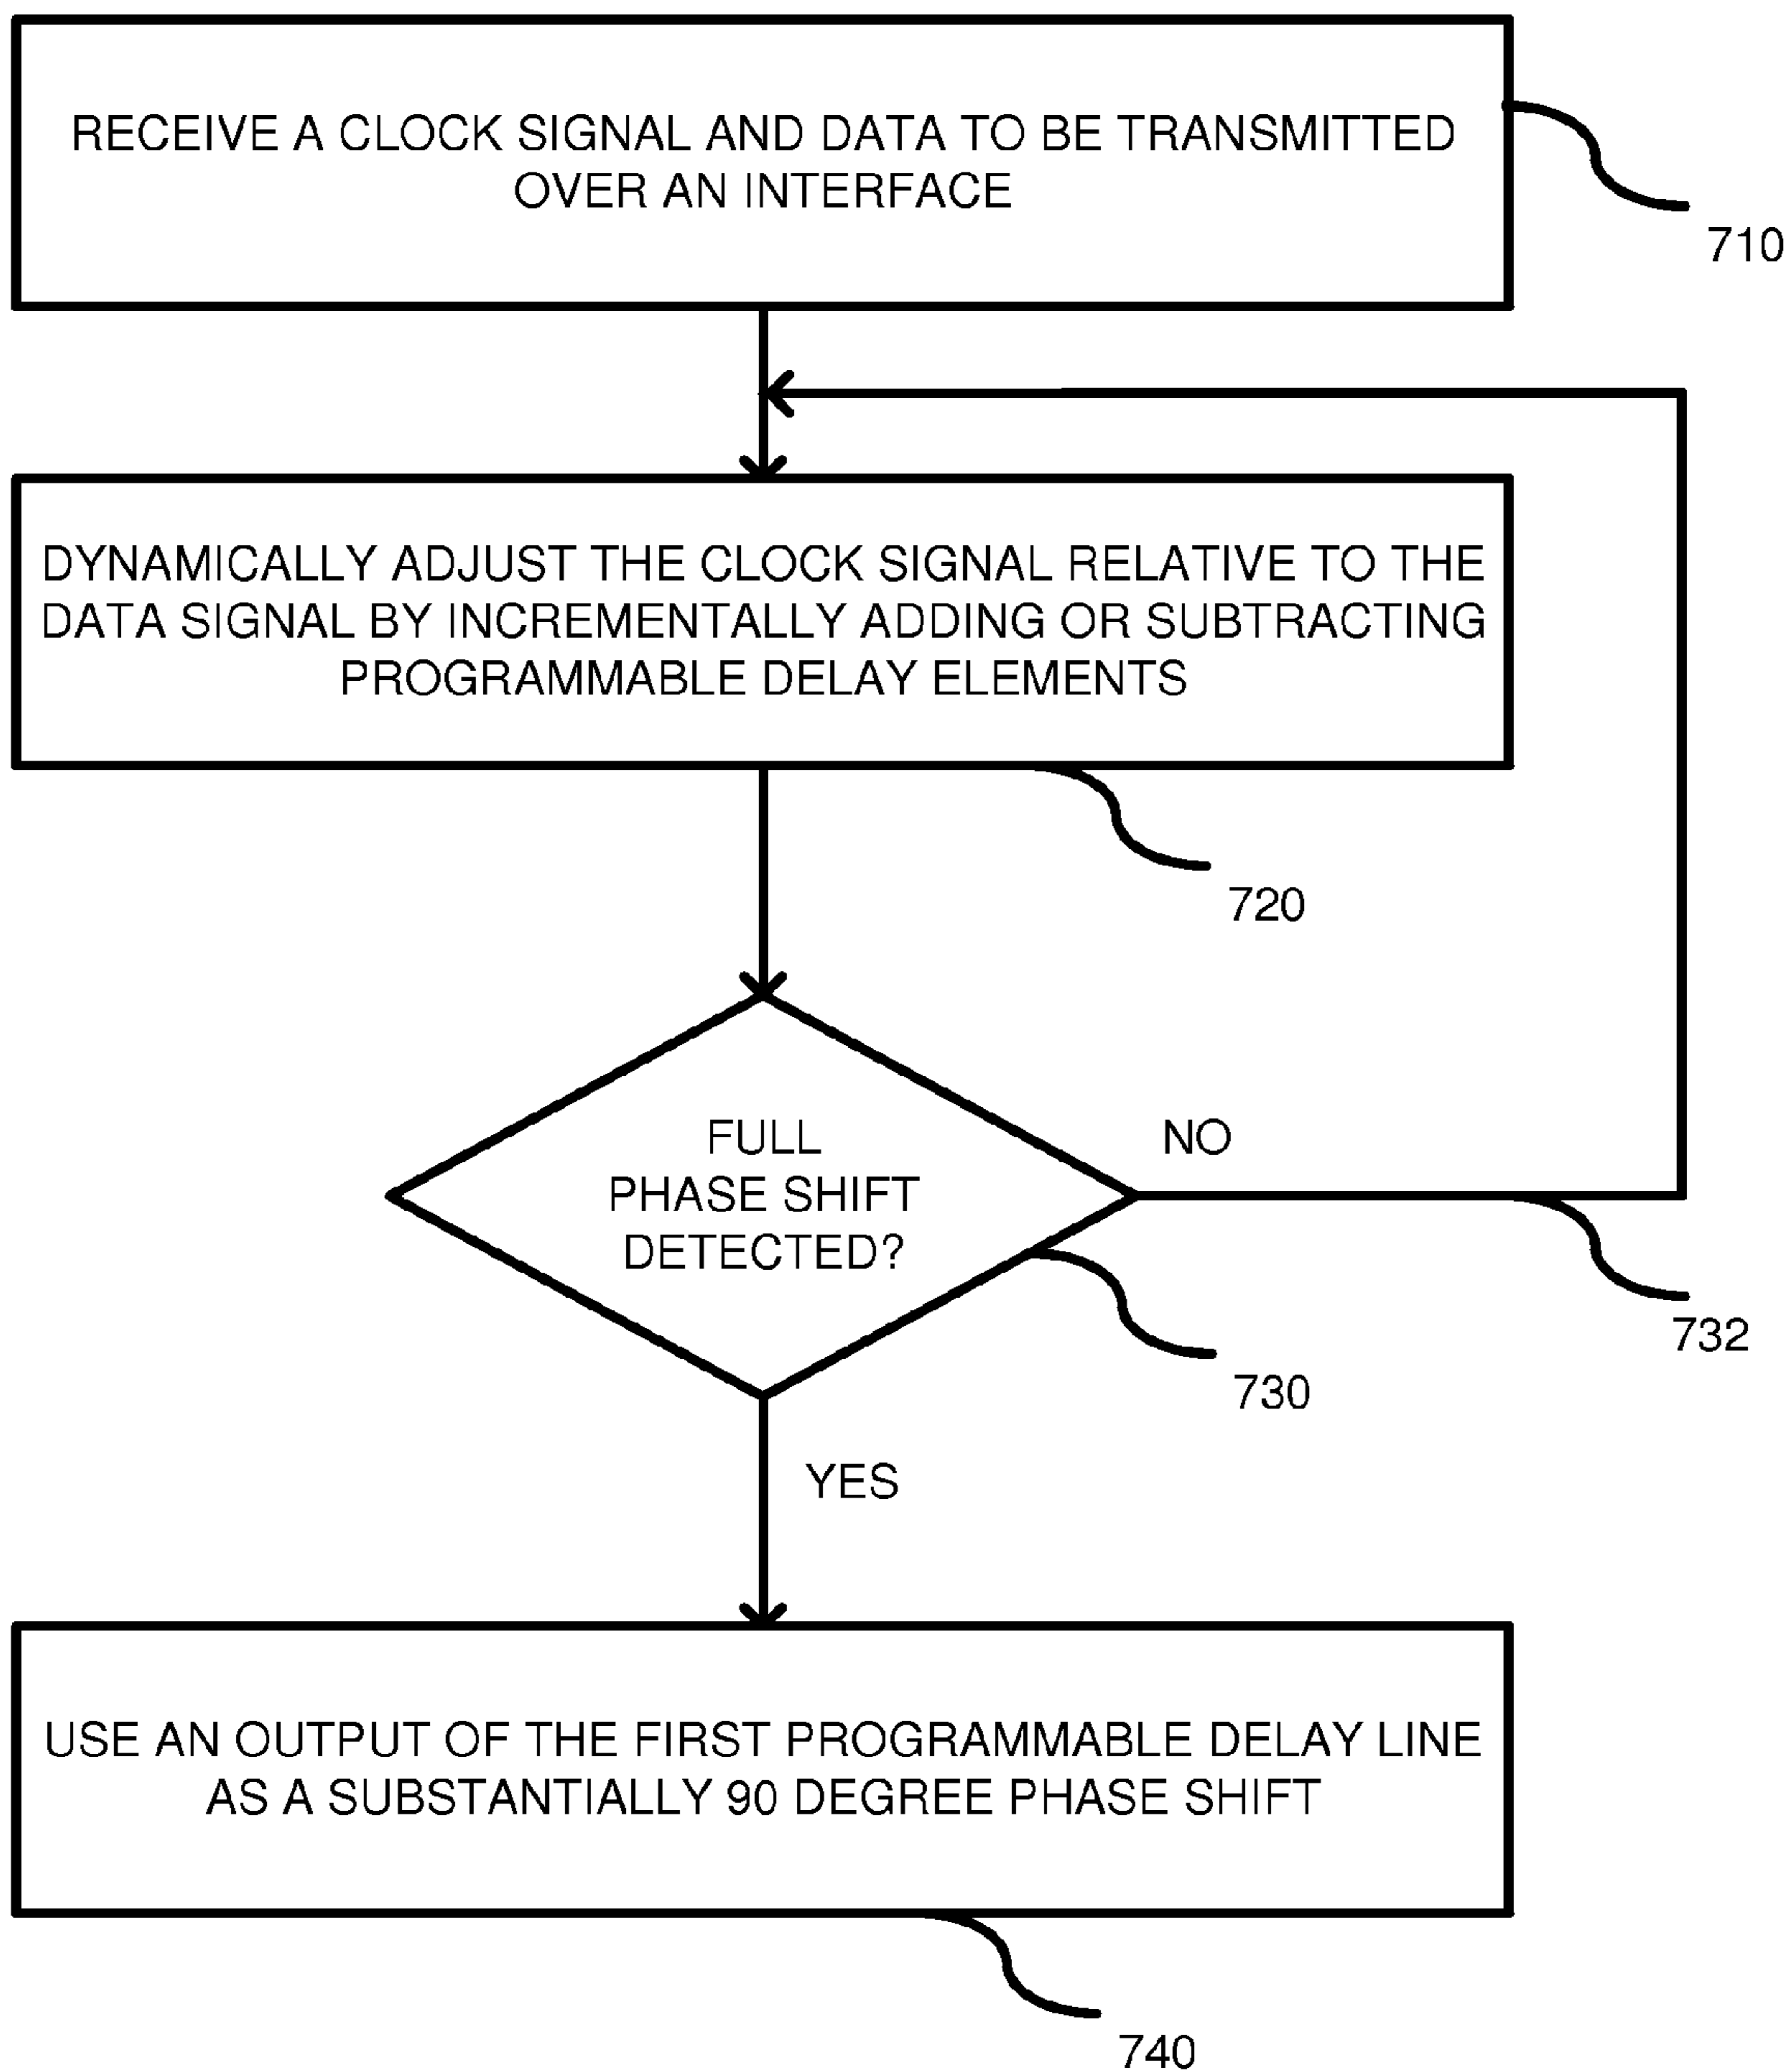 RECEIVE A CLOCK SIGNAL AND DATA TO BE TRANSMITTED
OVER AN INTERFACE
710
DYNAMICALLY ADJUST THE CLOCK SIGNAL RELATIVE TO THE
DATA SIGNAL BY INCREMENTALLY ADDING OR SUBTRACTING
PROGRAMMABLE DELAY ELEMENTS
720
FULL
PHASE SHIFT
DETECTED?
NO
732
730
YES
USE AN OUTPUT OF THE FIRST PROGRAMMABLE DELAY LINE
AS A SUBSTANTIALLY 90 DEGREE PHASE SHIFT
740